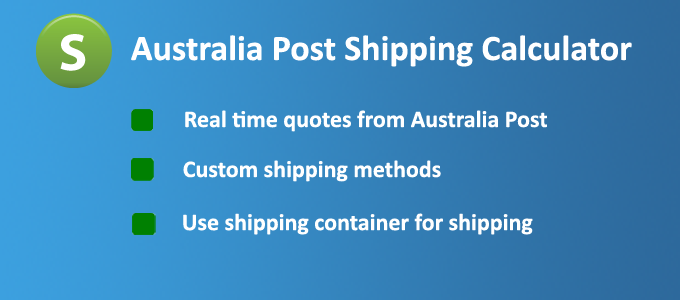 S
Australia Post Shipping Calculator
Real time quotes from Australia Post
Custom shipping methods
Use shipping container for shipping